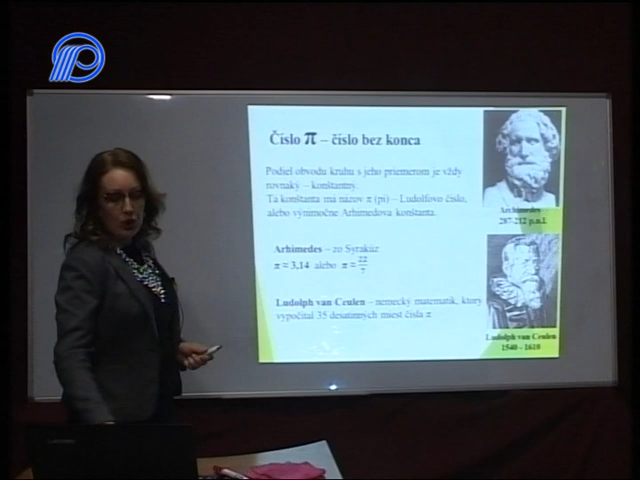 Číslo π – číslo bez konca
Podiel obvodu kruhu s jeho priemerom je vždy
rovnaký – konštantný.
Tá konštanta má názov π (pí) – Ludolfovo číslo,
alebo výnimočne Arhimedova konštanta.
Arhimedes – zo Syrakúz
π = 3,14 alebo π = 22/7
Ludolph van Ceulen – nemecký matematik, ktorý
vypočítal 35 desatinných miest čísla π
Archimedes
287-212 p.n.l.
Ludolph van Ceulen
1540 - 1610